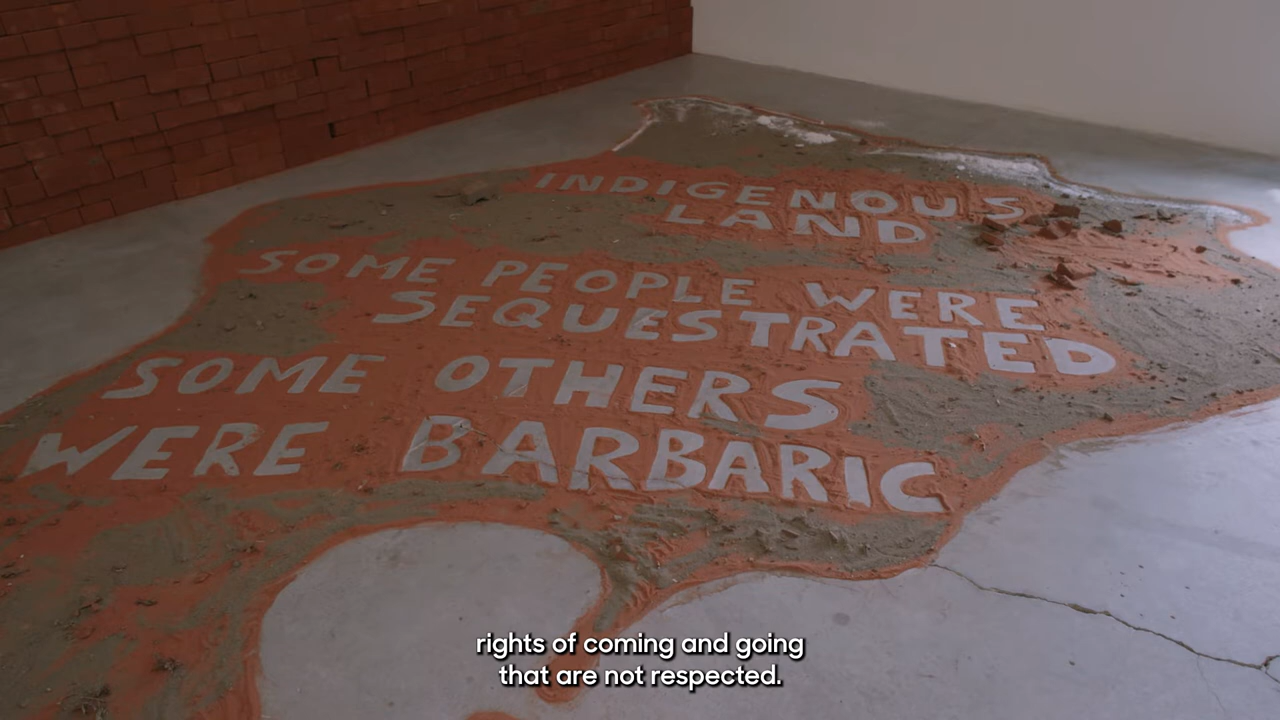 INDIGENOUS
LAND
SOME PEOPLE WERE
SEQUESTRATED
SOME OTHERS
WERE BARBARIC
rights of coming and going
that are not respected.